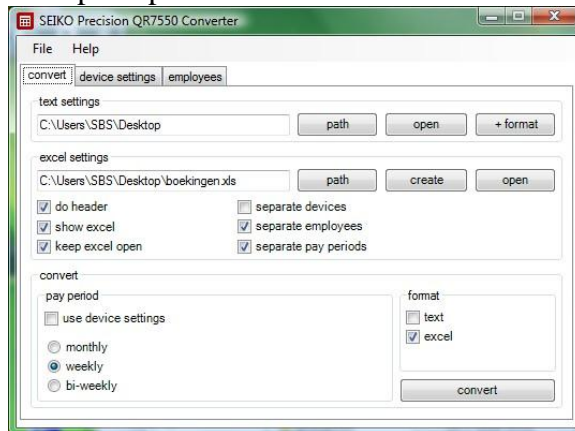 SEIKO Precision QR7550 Converter
File Help
convert device settings employees
text settings
C:\Users\SBS\Desktop path open + format
excel settings
C:\Users\SBS\Desktop\boekingen.xls path create open
do header separate devices
show excel separate employees
keep excel open separate pay periods
convert
pay period format
use device settings text
monthly excel
weekly
bi-weekly convert